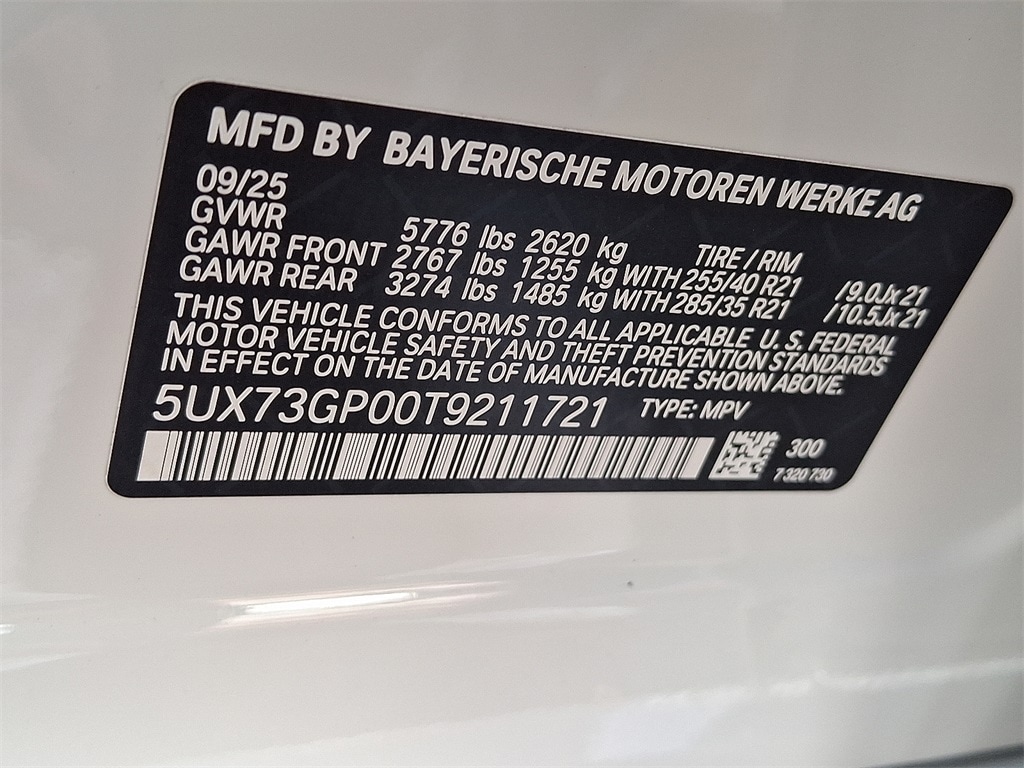 MFD BY BAYERISCHE MOTOREN WERKE AG
09/25
GVWR 5776 lbs 2620 kg TIRE / RIM
GAWR FRONT 2767 lbs 1255 kg WITH 255/40 R21 /9.0Jx21
GAWR REAR 3274 lbs 1485 kg WITH 285/35 R21 /10.5Jx21
THIS VEHICLE CONFORMS TO ALL APPLICABLE U.S. FEDERAL
MOTOR VEHICLE SAFETY AND THEFT PREVENTION STANDARDS
IN EFFECT ON THE DATE OF MANUFACTURE SHOWN ABOVE.
5UX73GP00T9211721 TYPE: MPV
300
7 320 730